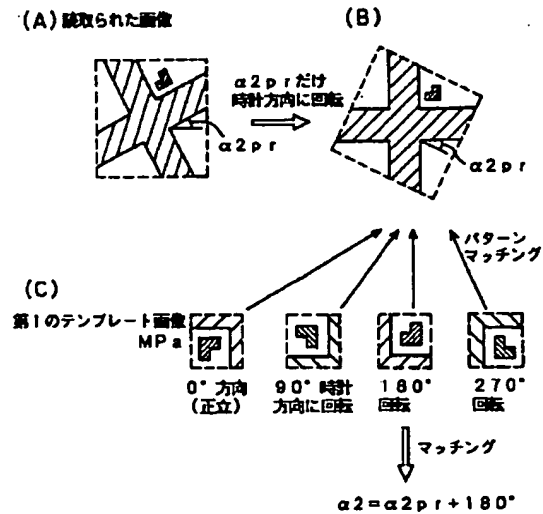 (A) 読取られた画像
(B)
α2prだけ
時計方向に回転
α2pr
α2pr
パターン
マッチング
(C)
第1のテンプレート画像
MPa
0°方向
(正立)
90°時計
方向に回転
180°
回転
270°
回転
マッチング
α2=α2pr+180°